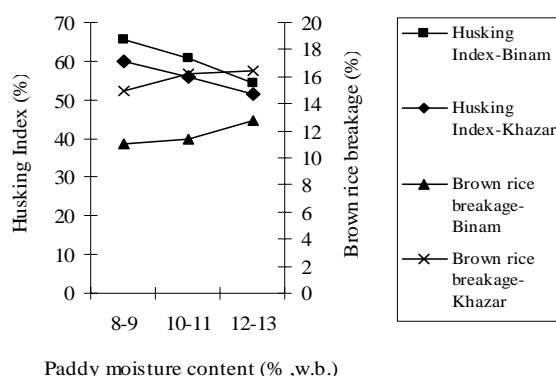 Husking Index (%)
70
60
50
40
30
20
10
0
8-9
10-11
12-13
Paddy moisture content (% ,w.b.)
20
18
16
14
12
10
8
6
4
2
0
Brown rice breakage (%)
Husking
Index-Binam
Husking
Index-Khazar
Brown rice
breakage-
Binam
Brown rice
breakage-
Khazar